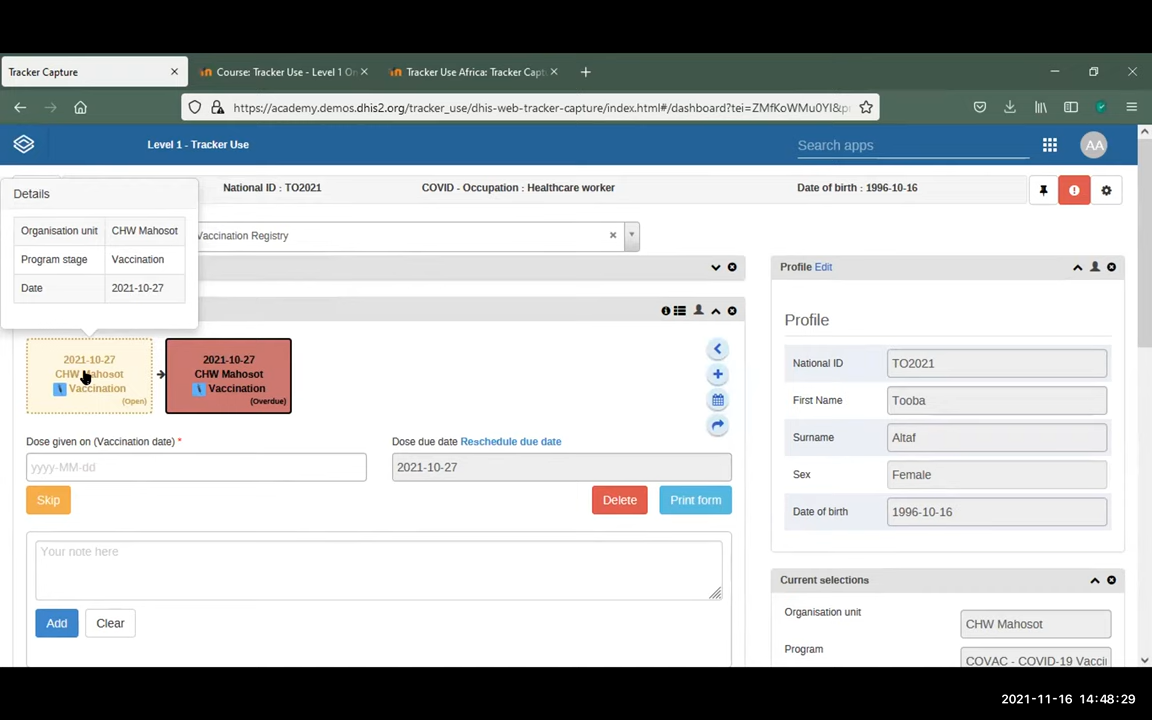 Tracker Capture
Course: Tracker Use - Level 1 On
Tracker Use Africa: Tracker Capt
https://academy.demos.dhis2.org/tracker_use/dhis-web-tracker-capture/index.html#/dashboard?tei=ZMfKoWMu0YI&p
Level 1 - Tracker Use
Search apps
AA
Details
Organisation unit CHW Mahosot
Program stage Vaccination
Date 2021-10-27
National ID : TO2021
COVID - Occupation : Healthcare worker
Date of birth : 1996-10-16
Vaccination Registry
Profile Edit
2021-10-27
CHW Mahosot
Vaccination
(Open)
2021-10-27
CHW Mahosot
Vaccination
(Overdue)
Dose given on (Vaccination date) *
yyyy-MM-dd
Dose due date Reschedule due date
2021-10-27
Skip
Delete
Print form
Your note here
Add
Clear
Profile
National ID TO2021
First Name Tooba
Surname Altaf
Sex Female
Date of birth 1996-10-16
Current selections
Organisation unit CHW Mahosot
Program COVAC - COVID-19 Vacci
2021-11-16 14:48:29